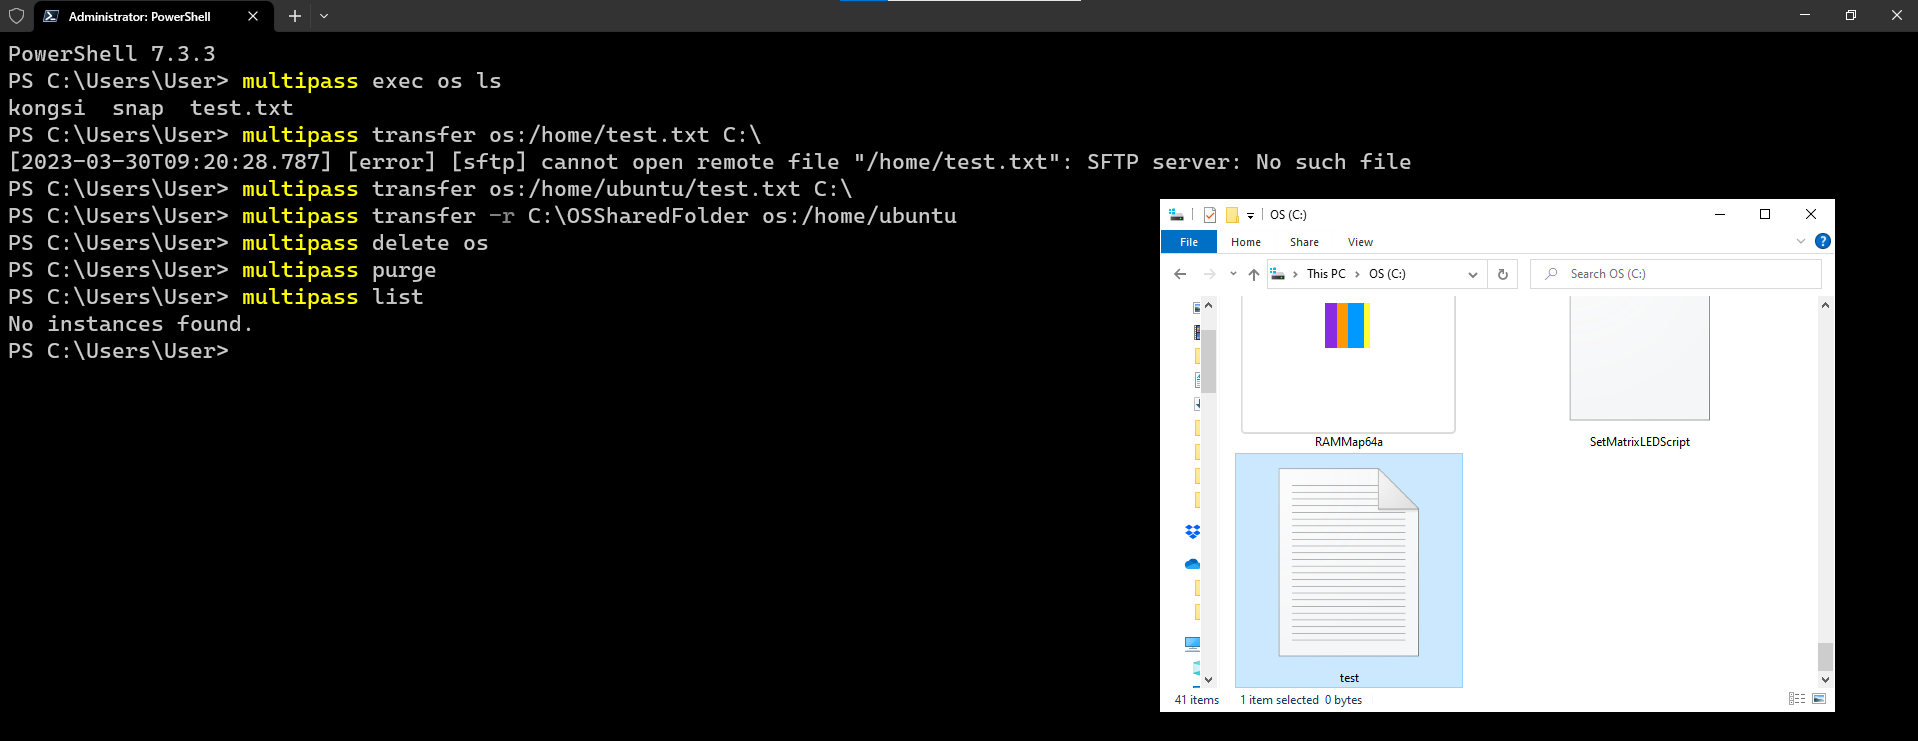 Administrator: PowerShell
PowerShell 7.3.3
PS C:\Users\User> multipass exec os ls
kongsi  snap  test.txt
PS C:\Users\User> multipass transfer os:/home/test.txt C:\
[2023-03-30T09:20:28.787] [error] [sftp] cannot open remote file "/home/test.txt": SFTP server: No such file
PS C:\Users\User> multipass transfer os:/home/ubuntu/test.txt C:\
PS C:\Users\User> multipass transfer -r C:\OSSharedFolder os:/home/ubuntu
PS C:\Users\User> multipass delete os
PS C:\Users\User> multipass purge
PS C:\Users\User> multipass list
No instances found.
PS C:\Users\User>
OS (C:)
File Home Share View
This PC > OS (C:) Search OS (C:)
RAMMap64a SetMatrixLEDScript
test
41 items 1 item selected 0 bytes